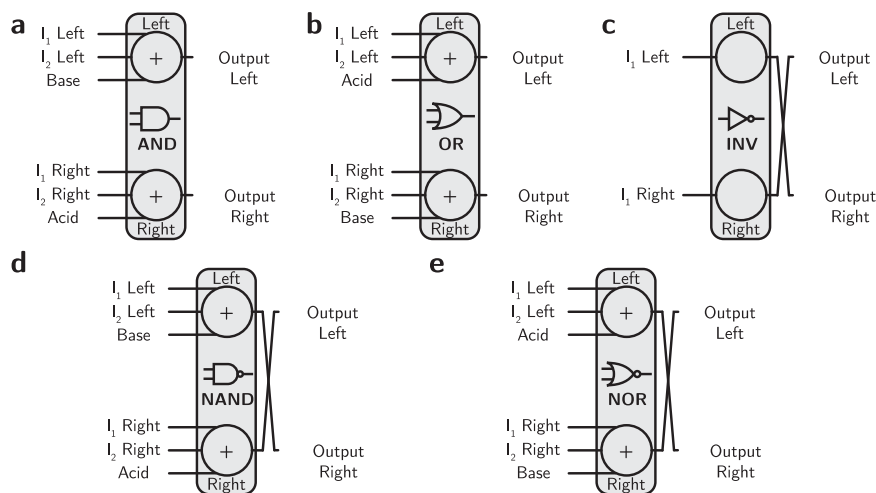 a
Left
I₁ Left
I₂ Left
Base
+
Output
Left
AND
I₁ Right
I₂ Right
Acid
+
Output
Right
Right
b
Left
I₁ Left
I₂ Left
Acid
+
Output
Left
OR
I₁ Right
I₂ Right
Base
+
Output
Right
Right
c
Left
I₁ Left
Output
Left
INV
I₁ Right
Output
Right
Right
d
Left
I₁ Left
I₂ Left
Base
+
Output
Left
NAND
I₁ Right
I₂ Right
Acid
+
Output
Right
Right
e
Left
I₁ Left
I₂ Left
Acid
+
Output
Left
NOR
I₁ Right
I₂ Right
Base
+
Output
Right
Right